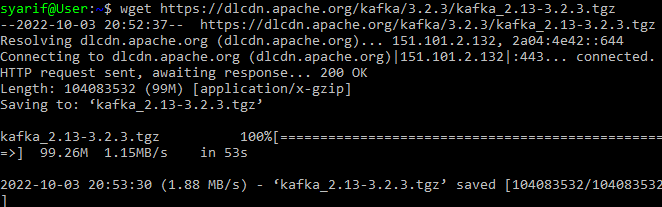 syarif@User:~$ wget https://dlcdn.apache.org/kafka/3.2.3/kafka_2.13-3.2.3.tgz
--2022-10-03 20:52:37--  https://dlcdn.apache.org/kafka/3.2.3/kafka_2.13-3.2.3.tgz
Resolving dlcdn.apache.org (dlcdn.apache.org)... 151.101.2.132, 2a04:4e42::644
Connecting to dlcdn.apache.org (dlcdn.apache.org)|151.101.2.132|:443... connected.
HTTP request sent, awaiting response... 200 OK
Length: 104083532 (99M) [application/x-gzip]
Saving to: ‘kafka_2.13-3.2.3.tgz’
kafka_2.13-3.2.3.tgz          100%[================================================
=>]  99.26M  1.15MB/s    in 53s
2022-10-03 20:53:30 (1.88 MB/s) - ‘kafka_2.13-3.2.3.tgz’ saved [104083532/104083532
]